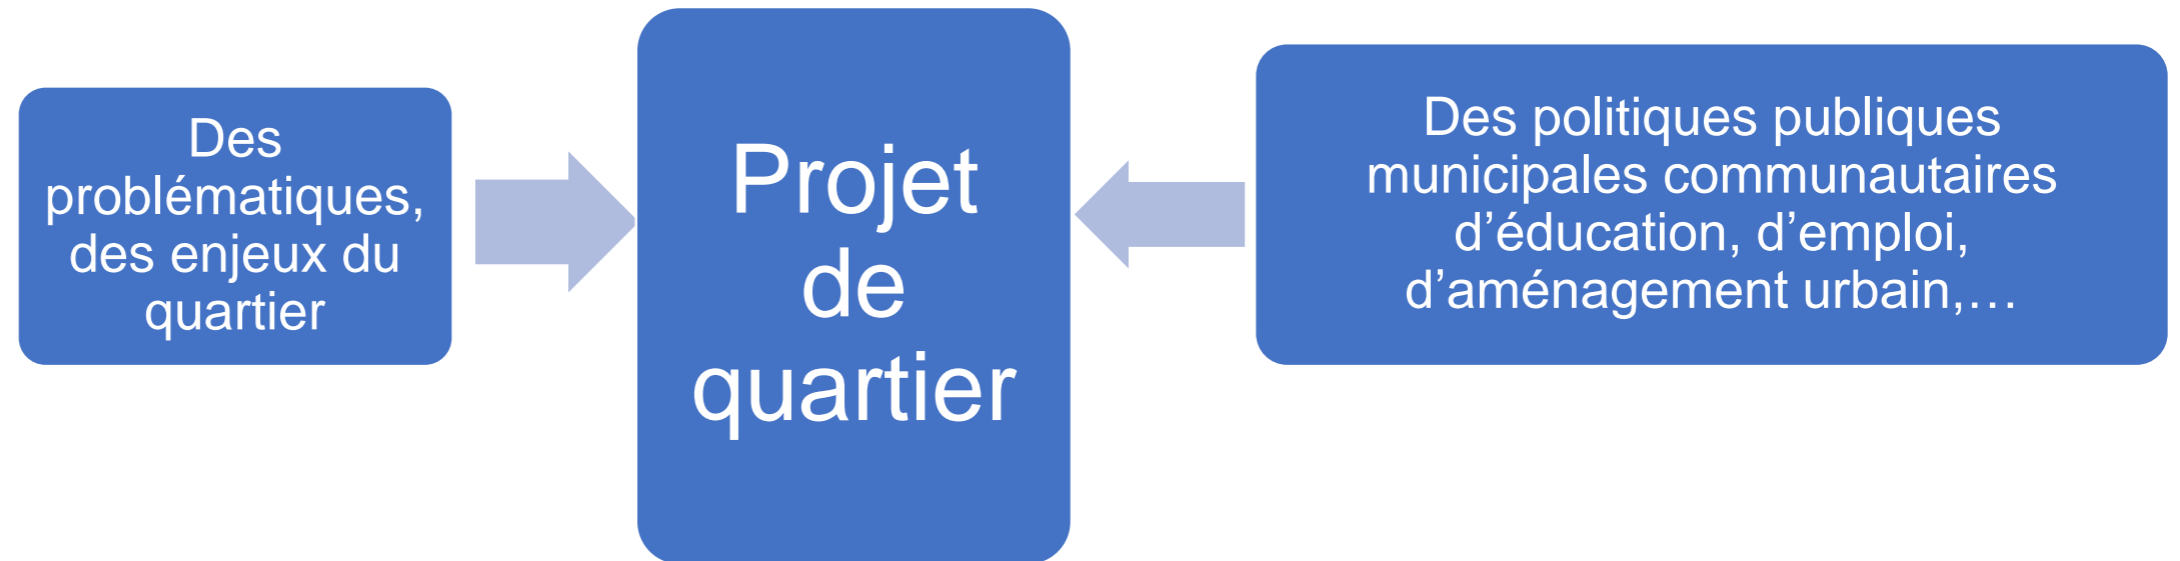 Des
problématiques,
des enjeux du
quartier
Projet
de
quartier
Des politiques publiques
municipales communautaires
d’éducation, d’emploi,
d’aménagement urbain,…